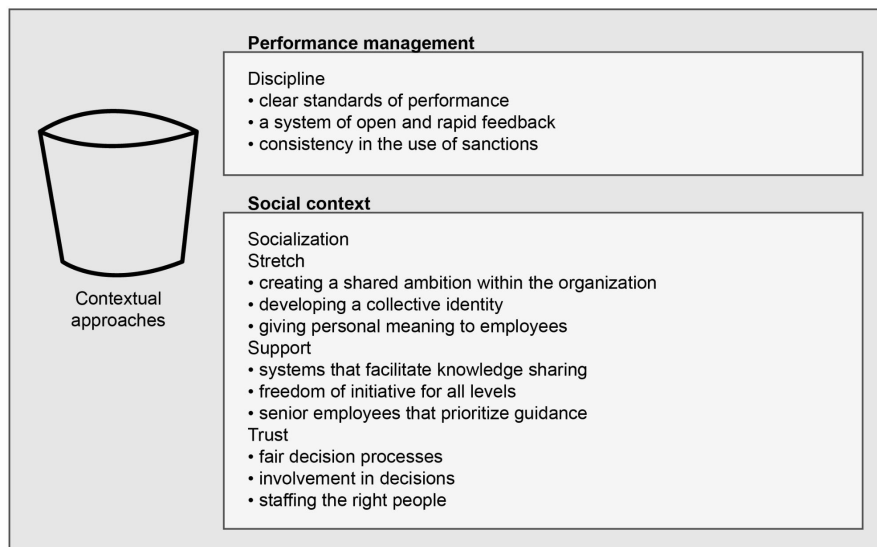 Performance management
Discipline
• clear standards of performance
• a system of open and rapid feedback
• consistency in the use of sanctions
Contextual
approaches
Social context
Socialization
Stretch
• creating a shared ambition within the organization
• developing a collective identity
• giving personal meaning to employees
Support
• systems that facilitate knowledge sharing
• freedom of initiative for all levels
• senior employees that prioritize guidance
Trust
• fair decision processes
• involvement in decisions
• staffing the right people